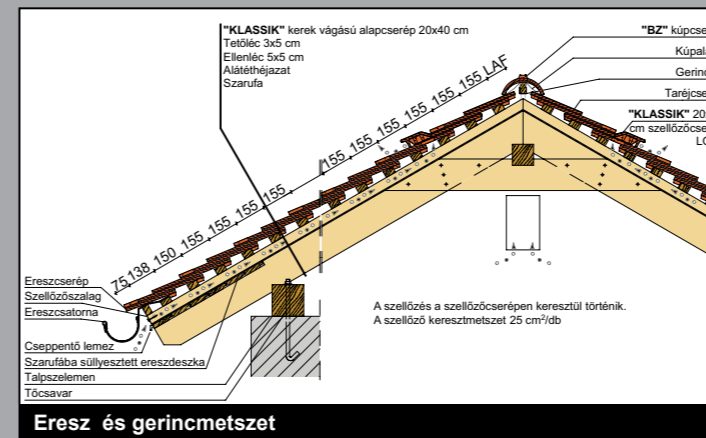 "KLASSIK" kerek vágású alapcserép 20x40 cm
Tetőléc 3x5 cm
Ellenléc 5x5 cm
Alátéthéjazat
Szarufa
"BZ" kúpcse
Kúpal
Gerin
Taréjcse
"KLASSIK" 20
cm szellőzőcse
75 138 150 155 155 155 155 155 155 155 155 155 155 LAF
Ereszcserép
Szellőzőszalag
Ereszcsatorna
Cseppentő lemez
Szarufába süllyesztett ereszdeszka
Talpszelemen
Tőcsavar
A szellőzés a szellőzőcserépen keresztül történik.
A szellőző keresztmetszet 25 cm²/db
Eresz és gerincmetszet